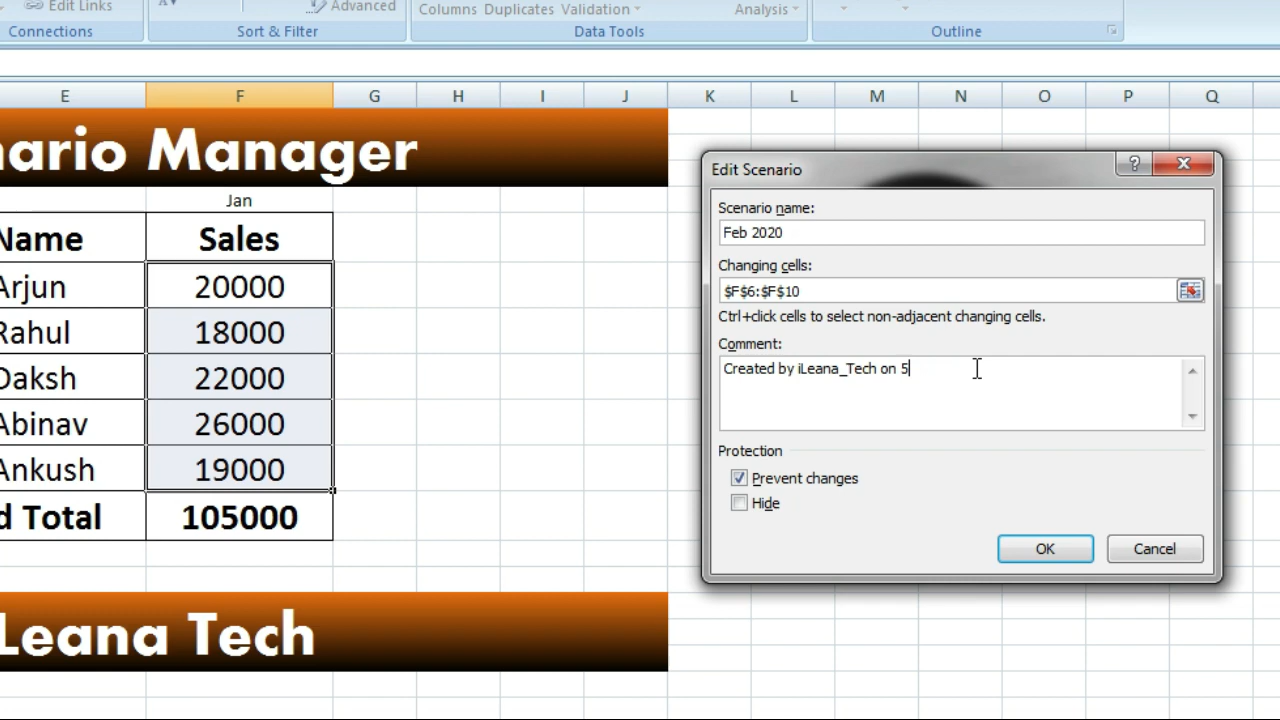 Edit Links
Advanced
Columns Duplicates Validation
Analysis
Connections
Sort & Filter
Data Tools
Outline
E F G H I J K L M N O P Q
nario Manager
Jan
Name Sales
Arjun 20000
Rahul 18000
Daksh 22000
Abinav 26000
Ankush 19000
d Total 105000
Leana Tech
Edit Scenario
?
Scenario name:
Feb 2020
Changing cells:
$F$6:$F$10
Ctrl+click cells to select non-adjacent changing cells.
Comment:
Created by iLeana_Tech on 5
Protection
Prevent changes
Hide
OK
Cancel